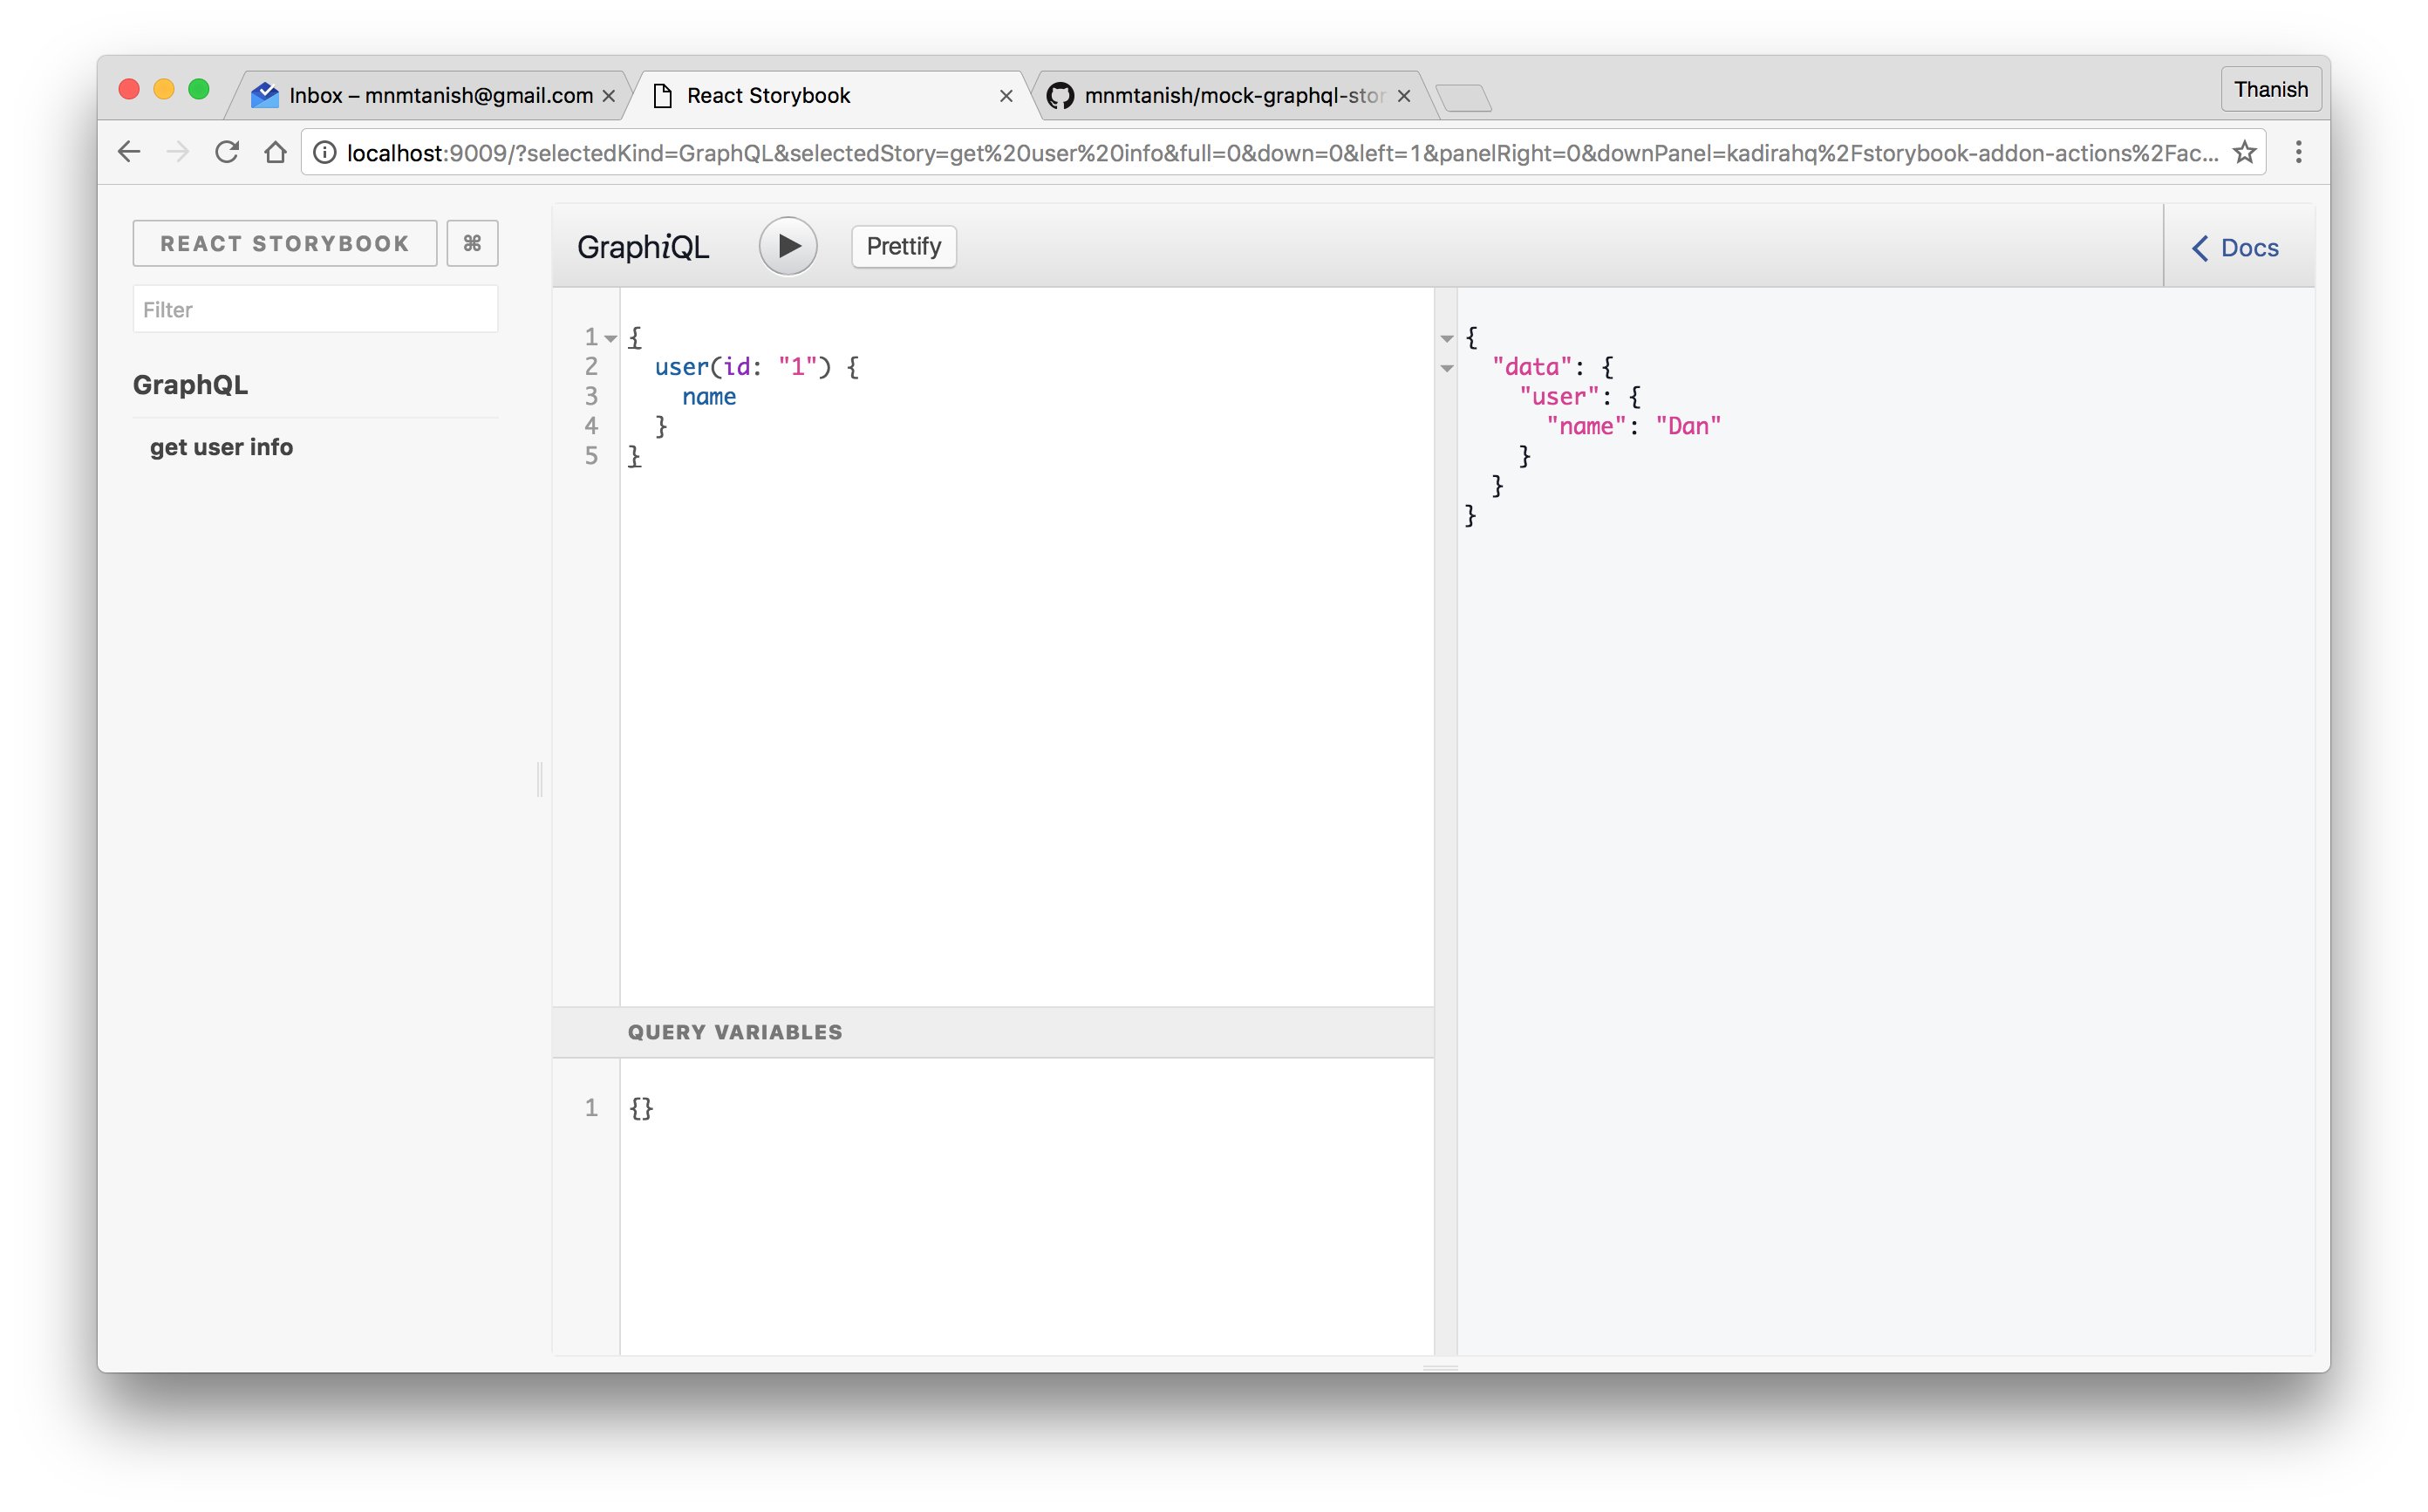 Inbox – mnmtanish@gmail.com
React Storybook
mnmtanish/mock-graphql-stor
Thanish
localhost:9009/?selectedKind=GraphQL&selectedStory=get%20user%20info&full=0&down=0&left=1&panelRight=0&downPanel=kadirahq%2Fstorybook-addon-actions%2Fac...
REACT STORYBOOK
⌘
Filter
GraphQL
get user info
GraphiQL
Prettify
Docs
1 {
2 user(id: "1") {
3 name
4 }
5 }
QUERY VARIABLES
1 {}
{
"data": {
"user": {
"name": "Dan"
}
}
}